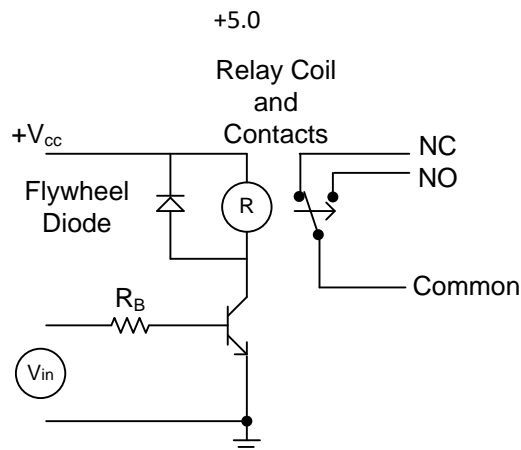 +5.0
Relay Coil
and
Contacts
+Vcc
NC
NO
Flywheel
Diode
R
Common
RB
Vin